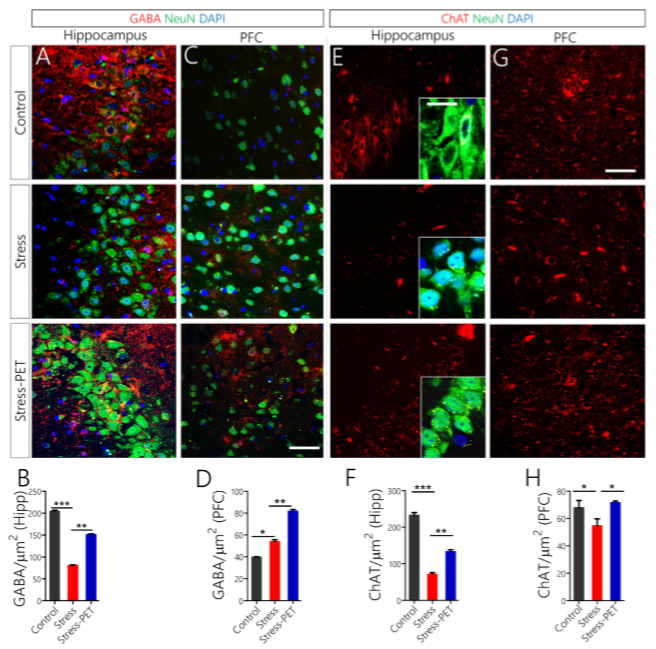 GABA NeuN DAPI
ChAT NeuN DAPI
Hippocampus
PFC
Hippocampus
PFC
A
C
E
G
Control
Stress
Stress-PET
B
GABA/μm² (Hipp)
250
200
150
100
50
0
***
**
Control
Stress
Stress-PET
D
GABA/μm² (PFC)
100
80
60
40
20
0
*
**
Control
Stress
Stress-PET
F
ChAT/μm² (Hipp)
300
200
100
0
***
**
Control
Stress
Stress-PET
H
ChAT/μm² (PFC)
80
60
40
20
0
*
*
Control
Stress
Stress-PET